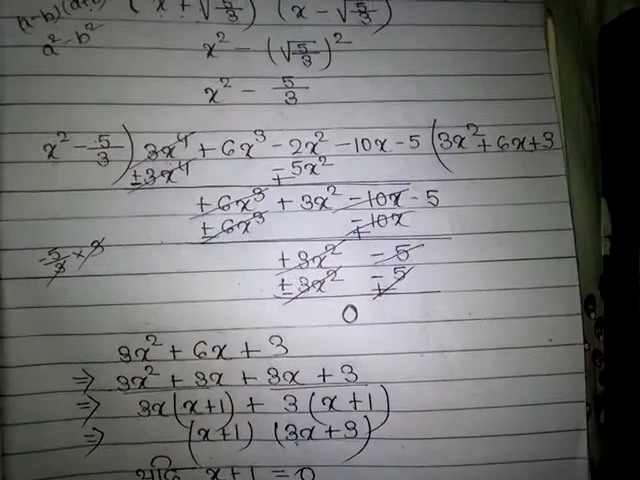 (a-b)(a+b) (x + √5/3) (x - √5/3)
a² - b² x² - (√5/3)²
x² - 5/3
x² - 5/3 ) 3x⁴ + 6x³ - 2x² - 10x - 5 ( 3x² + 6x + 3
± 3x⁴ ∓ 5x²
+ 6x³ + 3x² - 10x - 5
± 6x³ ∓ 10x
-5/3 × 3 + 3x² - 5
± 3x² ∓ 5
0
3x² + 6x + 3
⇒ 3x² + 3x + 3x + 3
⇒ 3x(x+1) + 3(x+1)
⇒ (x+1) (3x+3)
यदि x+1 = 0